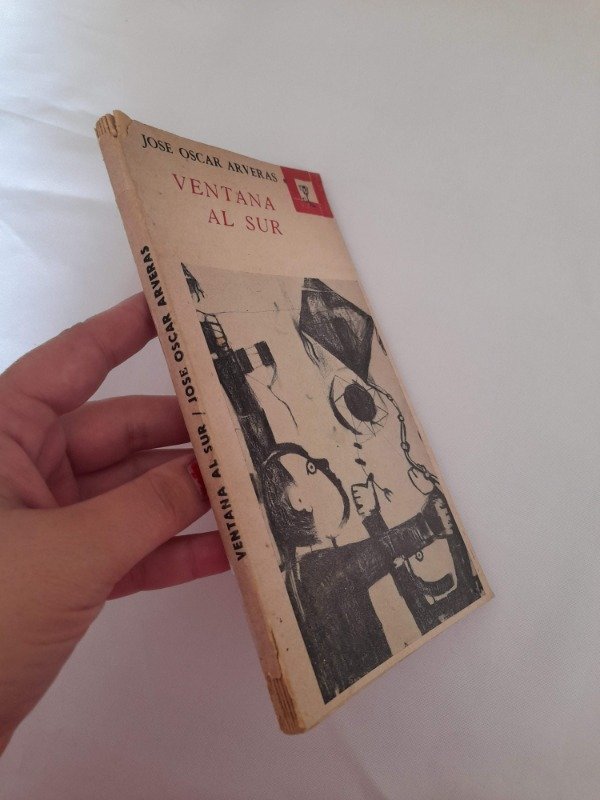 JOSE OSCAR ARVERAS
VENTANA
AL SUR
VENTANA AL SUR / JOSE OSCAR ARVERAS